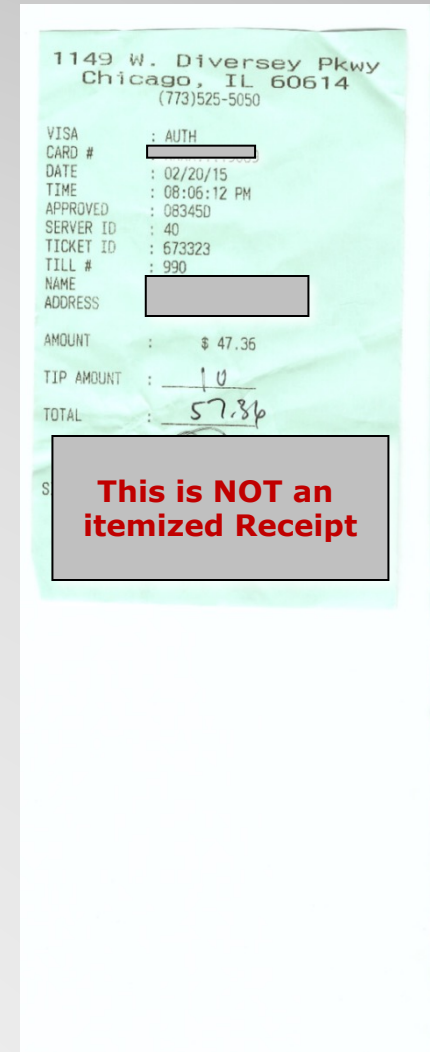 1149 W. Diversey Pkwy
Chicago, IL 60614
(773)525-5050
VISA : AUTH
CARD #
DATE : 02/20/15
TIME : 08:06:12 PM
APPROVED : 08345D
SERVER ID : 40
TICKET ID : 673323
TILL # : 990
NAME
ADDRESS
AMOUNT : $ 47.36
TIP AMOUNT : 10
TOTAL : 57.36
S
This is NOT an
itemized Receipt